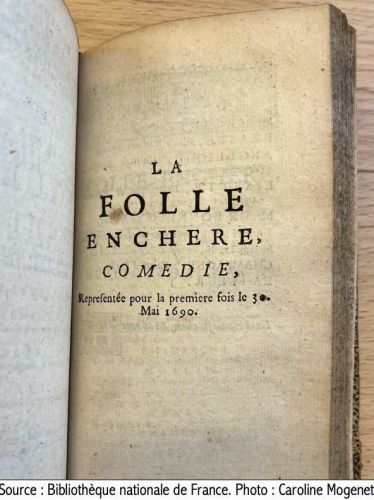 LA
FOLLE
ENCHERE,
COMEDIE,
Representée pour la premiere fois le 30.
Mai 1690.
Source : Bibliothèque nationale de France. Photo : Caroline Mogenet